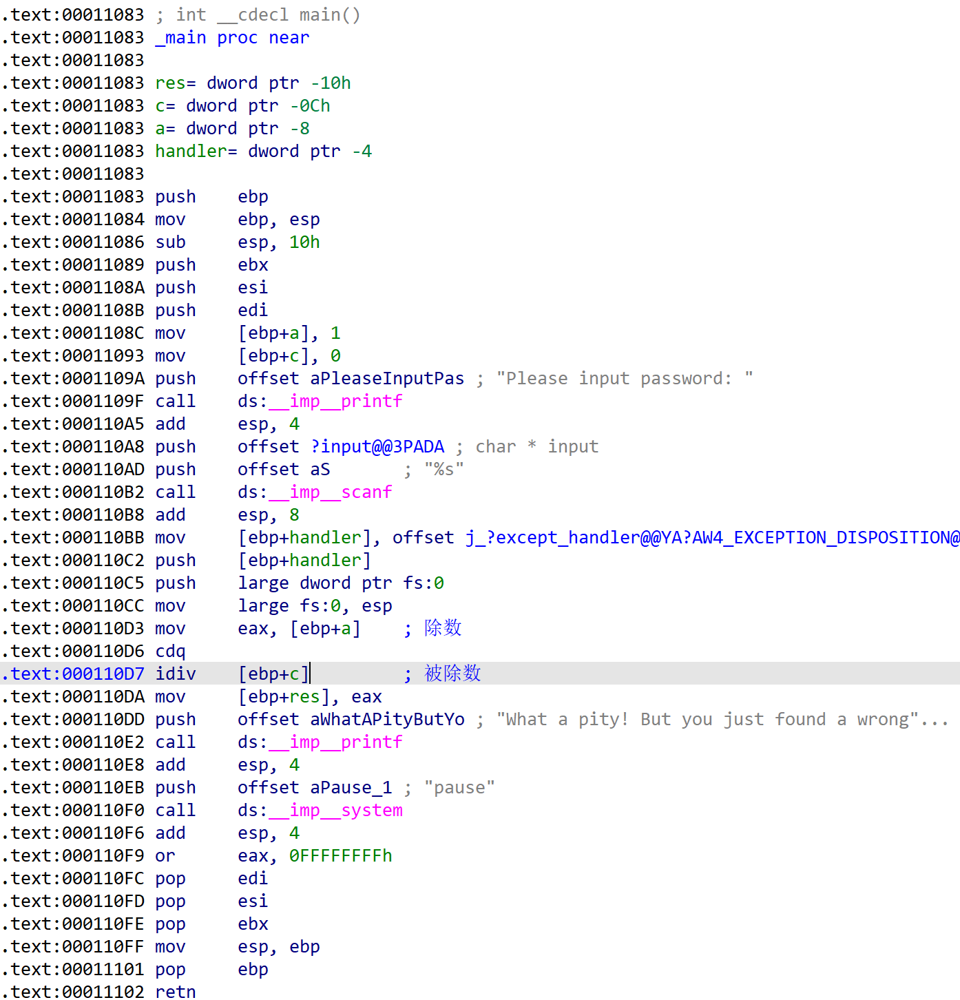 .text:00011083 ; int __cdecl main()
.text:00011083 _main proc near
.text:00011083
.text:00011083 res= dword ptr -10h
.text:00011083 c= dword ptr -0Ch
.text:00011083 a= dword ptr -8
.text:00011083 handler= dword ptr -4
.text:00011083
.text:00011083 push    ebp
.text:00011084 mov     ebp, esp
.text:00011086 sub     esp, 10h
.text:00011089 push    ebx
.text:0001108A push    esi
.text:0001108B push    edi
.text:0001108C mov     [ebp+a], 1
.text:00011093 mov     [ebp+c], 0
.text:0001109A push    offset aPleaseInputPas ; "Please input password: "
.text:0001109F call    ds:__imp__printf
.text:000110A5 add     esp, 4
.text:000110A8 push    offset ?input@@3PADA ; char * input
.text:000110AD push    offset aS       ; "%s"
.text:000110B2 call    ds:__imp__scanf
.text:000110B8 add     esp, 8
.text:000110BB mov     [ebp+handler], offset j_?except_handler@@YA?AW4_EXCEPTION_DISPOSITION@
.text:000110C2 push    [ebp+handler]
.text:000110C5 push    large dword ptr fs:0
.text:000110CC mov     large fs:0, esp
.text:000110D3 mov     eax, [ebp+a]    ; 除数
.text:000110D6 cdq
.text:000110D7 idiv    [ebp+c]         ; 被除数
.text:000110DA mov     [ebp+res], eax
.text:000110DD push    offset aWhatAPityButYo ; "What a pity! But you just found a wrong"...
.text:000110E2 call    ds:__imp__printf
.text:000110E8 add     esp, 4
.text:000110EB push    offset aPause_1 ; "pause"
.text:000110F0 call    ds:__imp__system
.text:000110F6 add     esp, 4
.text:000110F9 or      eax, 0FFFFFFFFh
.text:000110FC pop     edi
.text:000110FD pop     esi
.text:000110FE pop     ebx
.text:000110FF mov     esp, ebp
.text:00011101 pop     ebp
.text:00011102 retn